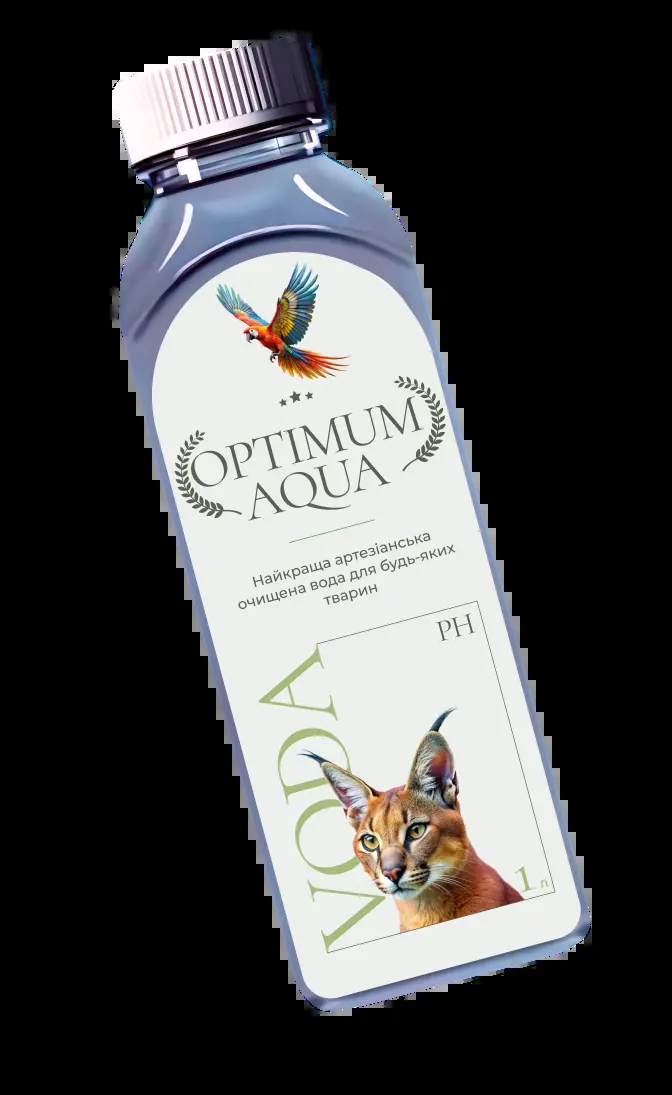 OPTIMUM
AQUA
Найкраща артезіанська
очищена вода для будь-яких
тварин
PH
VODA
1 л